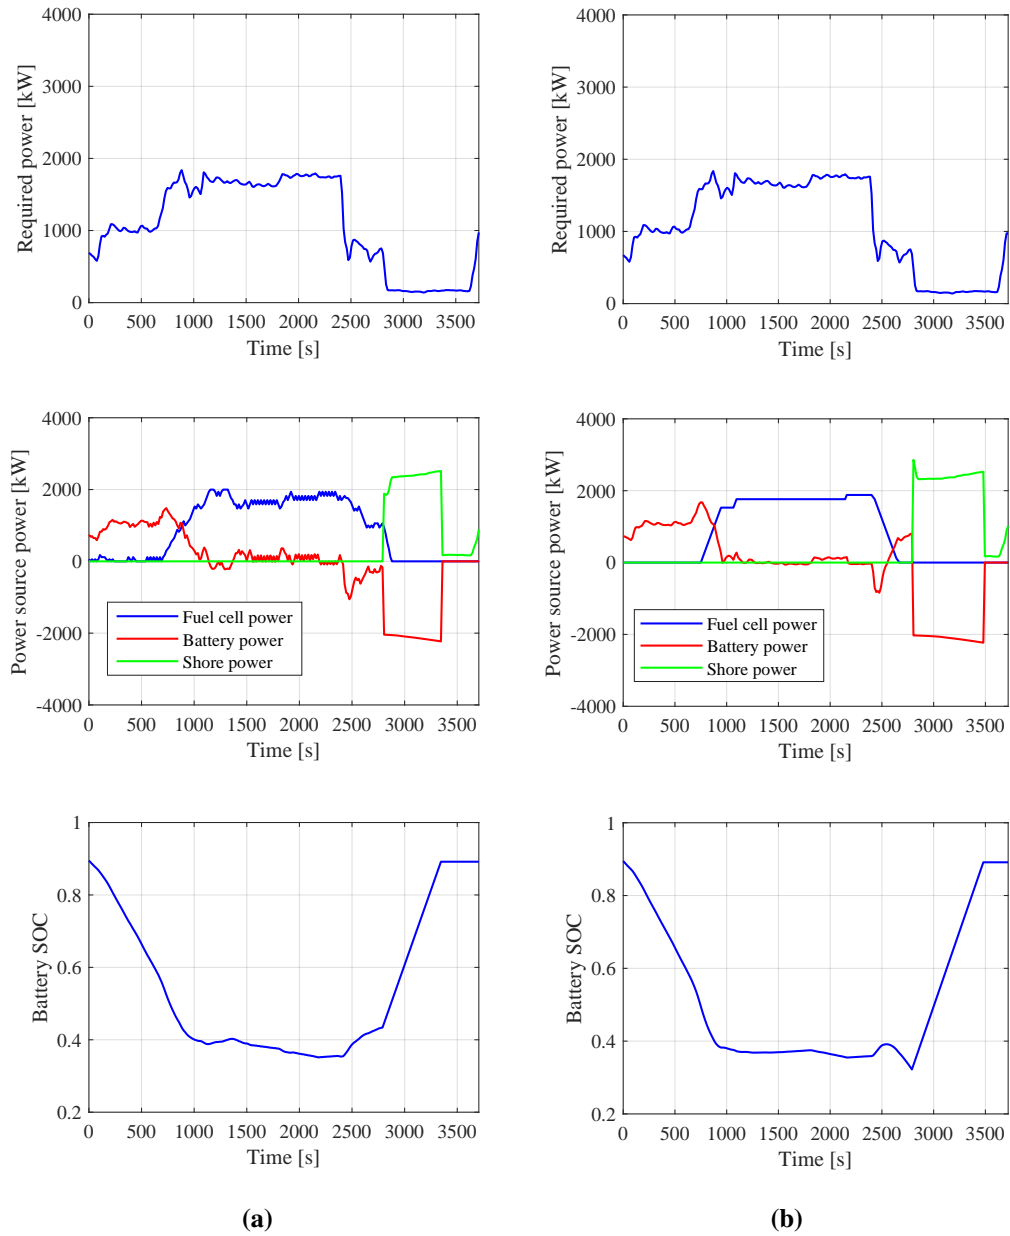 4000
3000
2000
1000
0
Required power [kW]
0 500 1000 1500 2000 2500 3000 3500
Time [s]
4000
3000
2000
1000
0
Required power [kW]
0 500 1000 1500 2000 2500 3000 3500
Time [s]
4000
2000
0
-2000
-4000
Power source power [kW]
Fuel cell power
Battery power
Shore power
0 500 1000 1500 2000 2500 3000 3500
Time [s]
4000
2000
0
-2000
-4000
Power source power [kW]
Fuel cell power
Battery power
Shore power
0 500 1000 1500 2000 2500 3000 3500
Time [s]
1
0.8
0.6
0.4
0.2
Battery SOC
0 500 1000 1500 2000 2500 3000 3500
Time [s]
1
0.8
0.6
0.4
0.2
Battery SOC
0 500 1000 1500 2000 2500 3000 3500
Time [s]
(a)
(b)